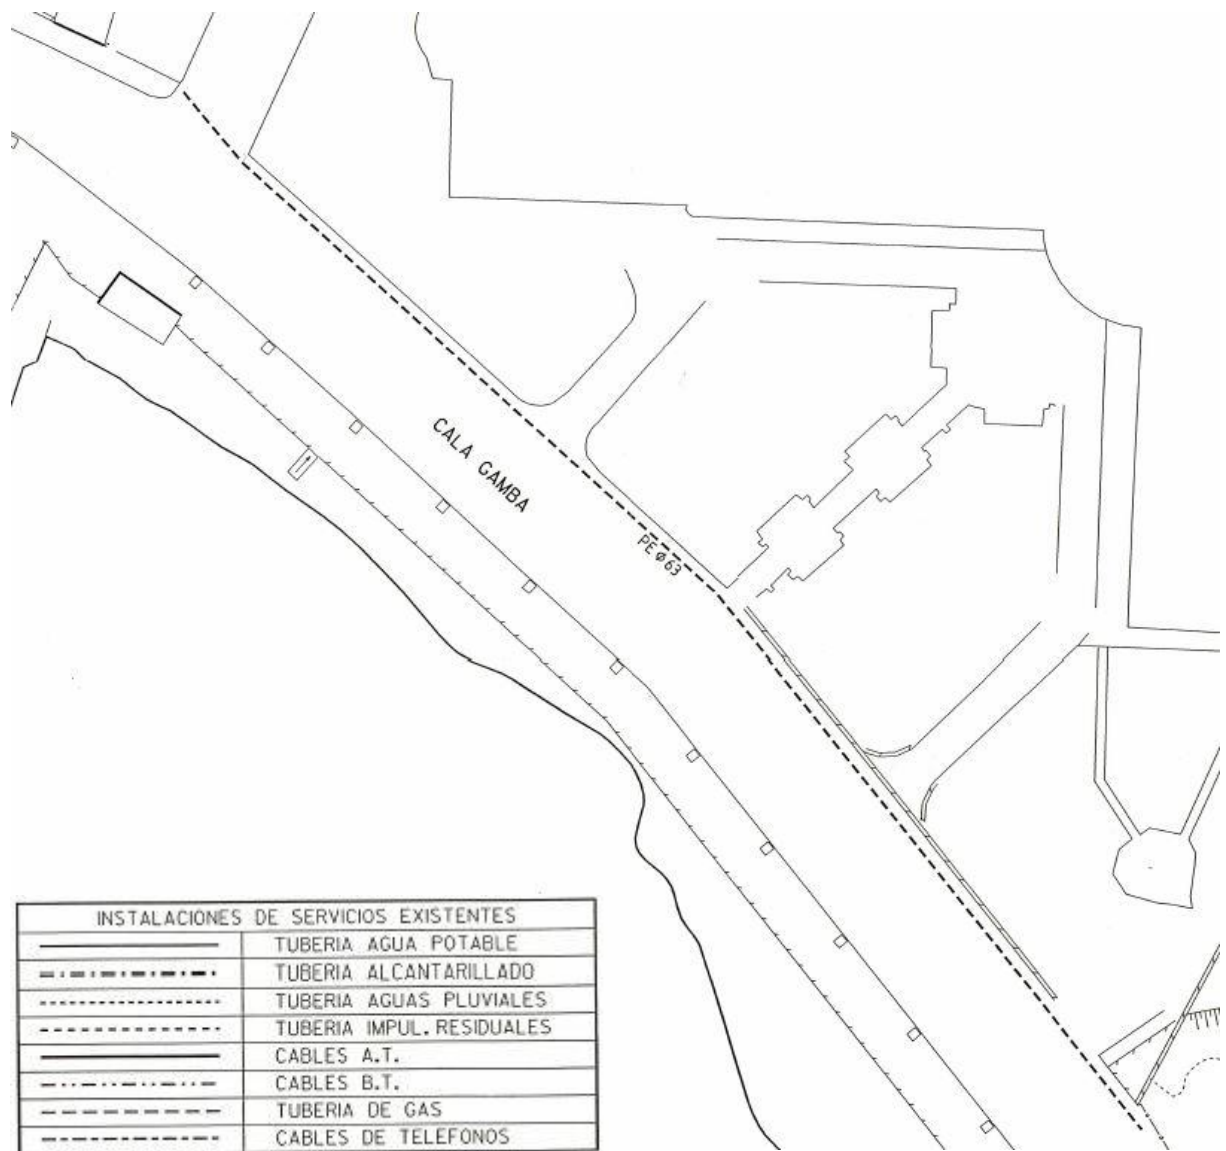 CALA GAMBA
PE ø 63
INSTALACIONES DE SERVICIOS EXISTENTES
TUBERIA AGUA POTABLE
TUBERIA ALCANTARILLADO
TUBERIA AGUAS PLUVIALES
TUBERIA IMPUL. RESIDUALES
CABLES A.T.
CABLES B.T.
TUBERIA DE GAS
CABLES DE TELEFONOS